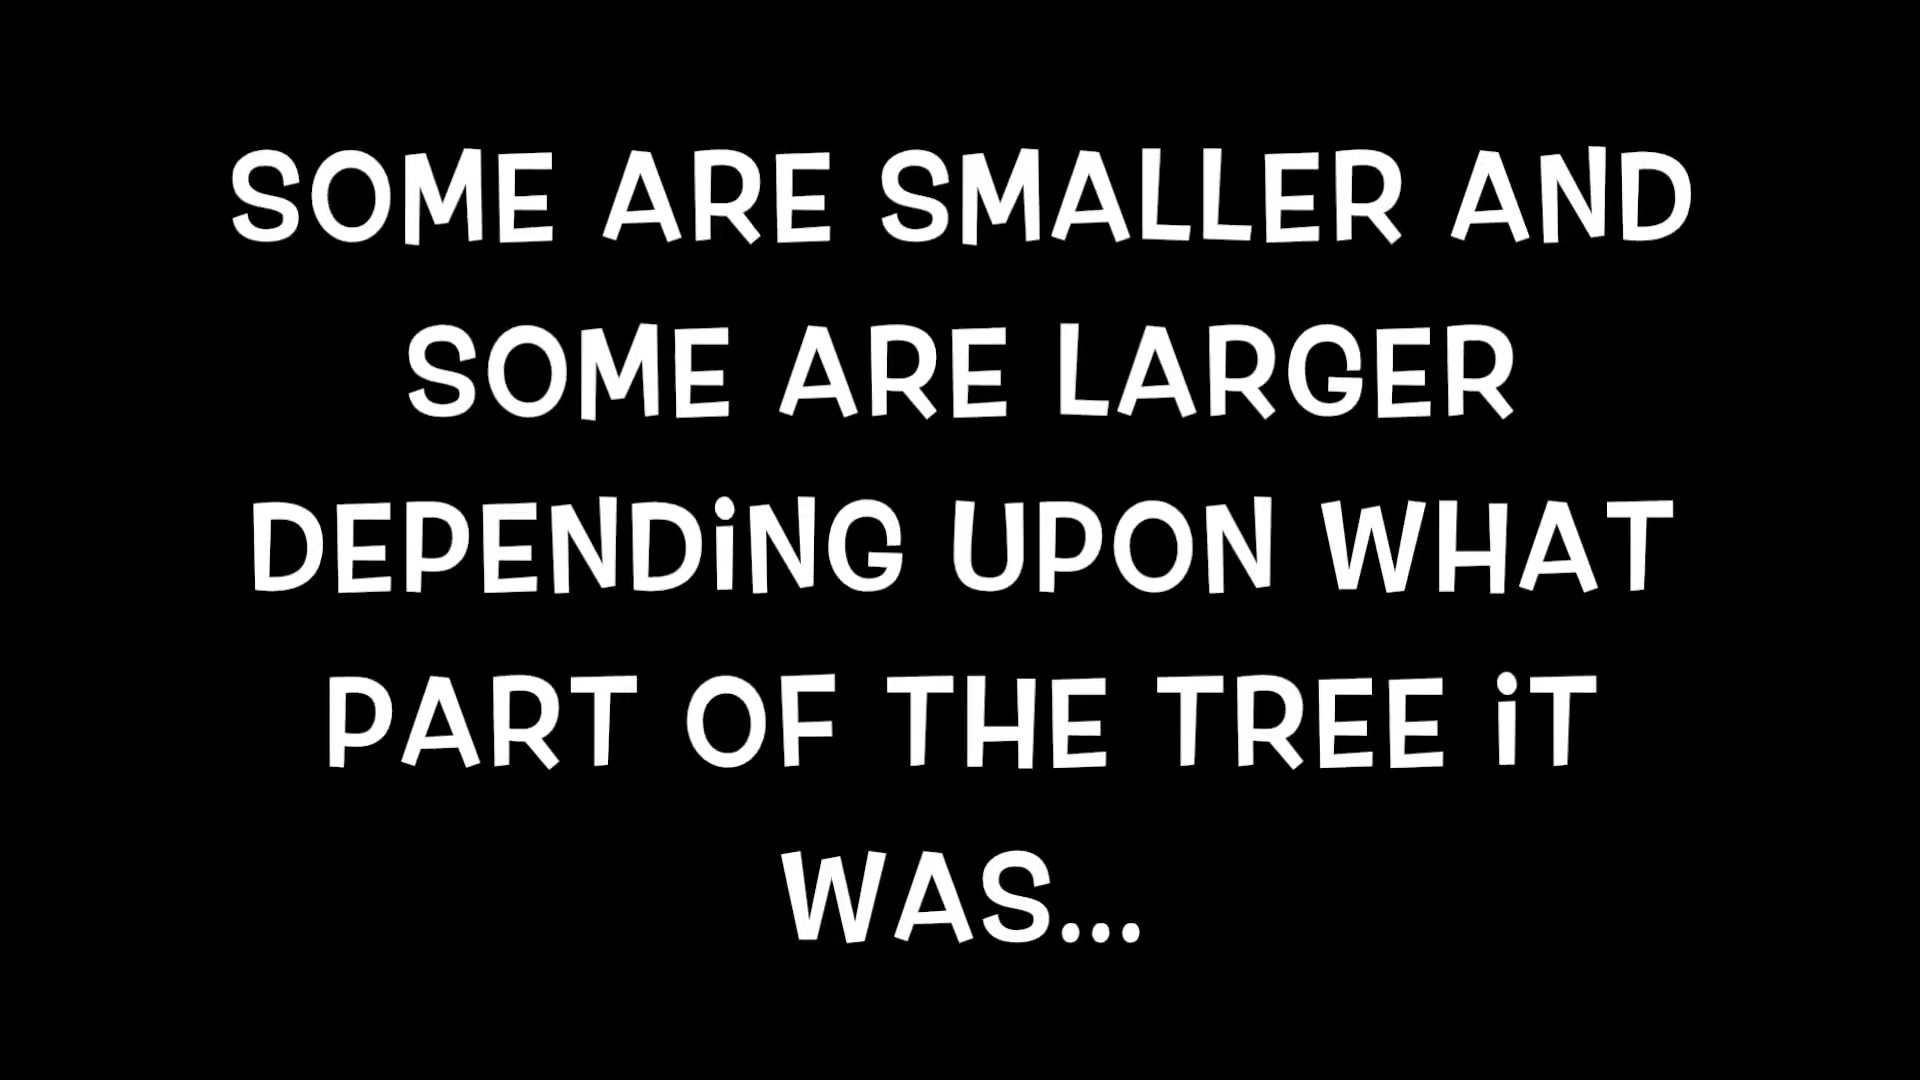 SOME ARE SMALLER AND
SOME ARE LARGER
DEPENDiNG UPON WHAT
PART OF THE TREE iT
WAS...